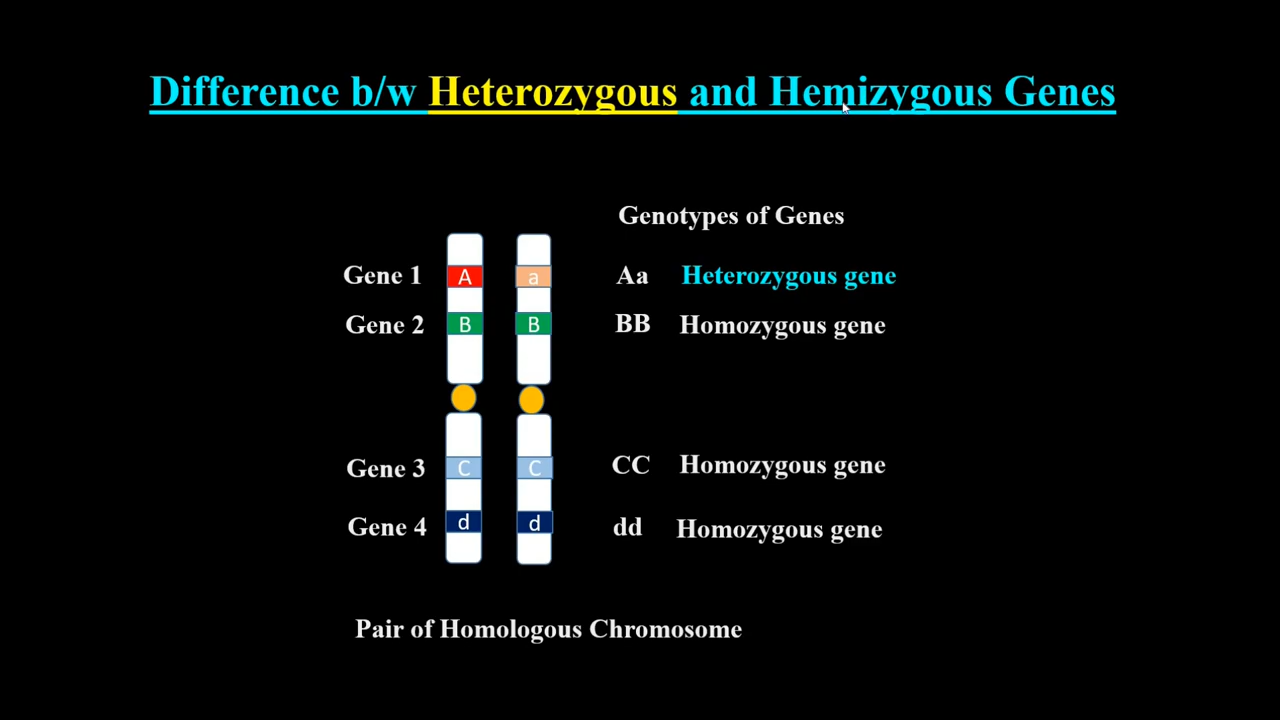 Difference b/w Heterozygous and Hemizygous Genes
Genotypes of Genes
Gene 1 A a Aa Heterozygous gene
Gene 2 B B BB Homozygous gene
Gene 3 C C CC Homozygous gene
Gene 4 d d dd Homozygous gene
Pair of Homologous Chromosome